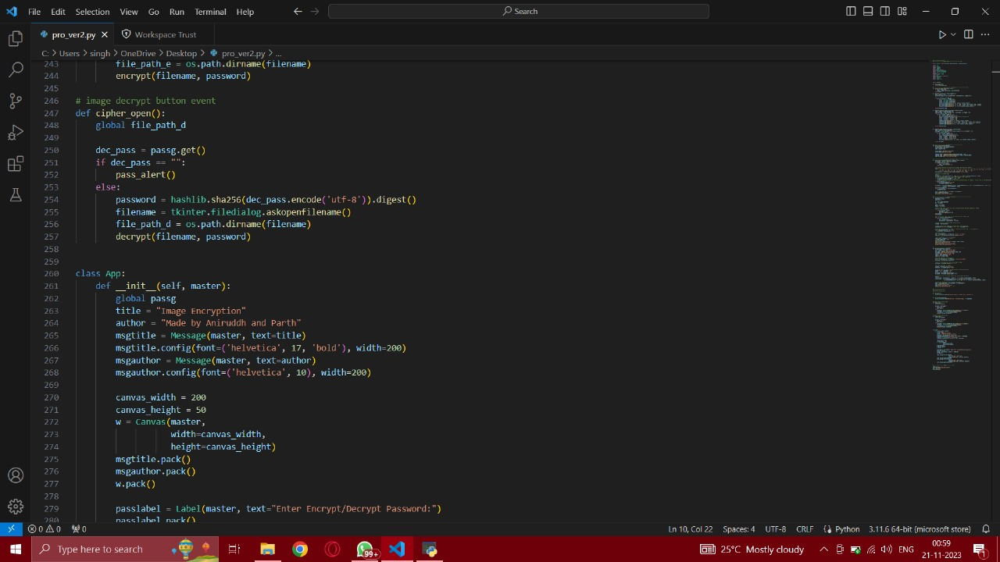 File Edit Selection View Go Run Terminal Help
Search
pro_ver2.py
Workspace Trust
C: > Users > singh > OneDrive > Desktop > pro_ver2.py > ...
243 file_path_e = os.path.dirname(filename)
244 encrypt(filename, password)
245
246 # image decrypt button event
247 def cipher_open():
248 global file_path_d
249
250 dec_pass = passg.get()
251 if dec_pass == "":
252 pass_alert()
253 else:
254 password = hashlib.sha256(dec_pass.encode('utf-8')).digest()
255 filename = tkinter.filedialog.askopenfilename()
256 file_path_d = os.path.dirname(filename)
257 decrypt(filename, password)
258
259
260 class App:
261 def __init__(self, master):
262 global passg
263 title = "Image Encryption"
264 author = "Made by Aniruddh and Parth"
265 msgtitle = Message(master, text=title)
266 msgtitle.config(font=('helvetica', 17, 'bold'), width=200)
267 msgauthor = Message(master, text=author)
268 msgauthor.config(font=('helvetica', 10), width=200)
269
270 canvas_width = 200
271 canvas_height = 50
272 w = Canvas(master,
273 width=canvas_width,
274 height=canvas_height)
275 msgtitle.pack()
276 msgauthor.pack()
277 w.pack()
278
279 passlabel = Label(master, text="Enter Encrypt/Decrypt Password:")
280 passlabel.pack()
0 0 0
Ln 10, Col 22 Spaces: 4 UTF-8 CRLF Python 3.11.6 64-bit (microsoft store)
Type here to search
99+
25°C Mostly cloudy
ENG
00:59
21-11-2023
1